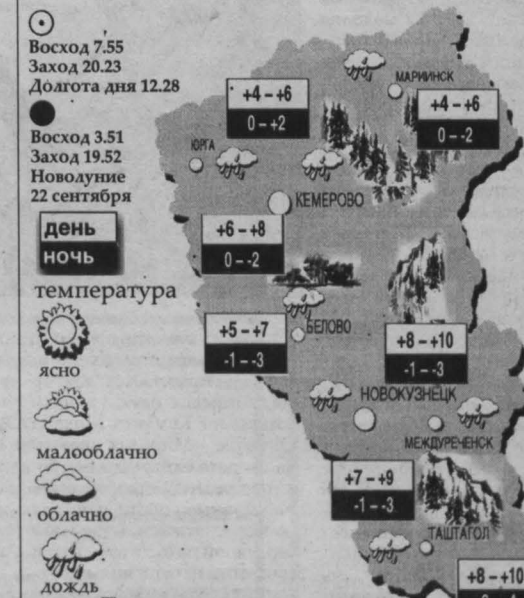 Восход 7.55
Заход 20.23
Долгота дня 12.28
Восход 3.51
Заход 19.52
Новолуние
22 сентября
день
ночь
температура
ясно
малооблачно
облачно
дождь
МАРИИНСК
+4 – +6
0 – +2
+4 – +6
0 – -2
ЮРГА
КЕМЕРОВО
+6 – +8
0 – -2
БЕЛОВО
+5 – +7
-1 – -3
+8 – +10
-1 – -3
НОВОКУЗНЕЦК
МЕЖДУРЕЧЕНСК
+7 – +9
-1 – -3
ТАШТАГОЛ
+8 – +10